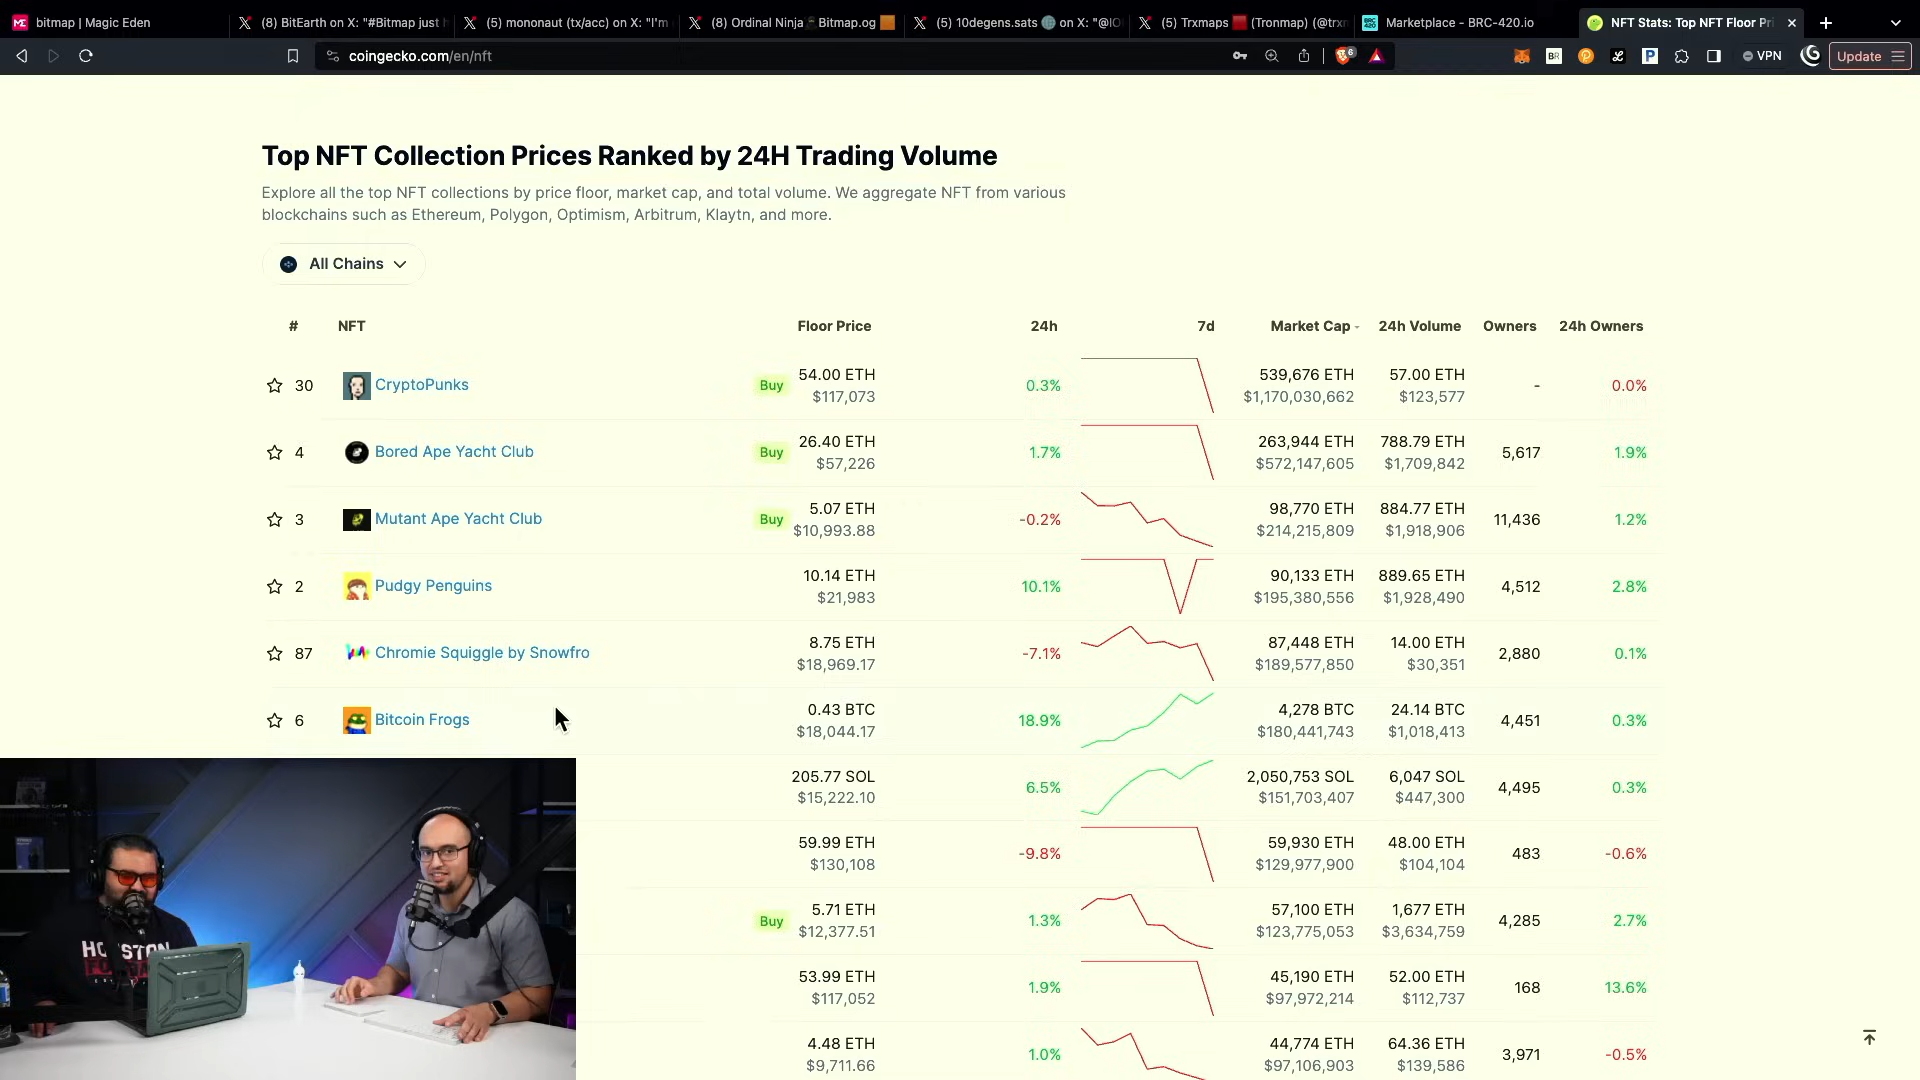 bitmap | Magic Eden
(8) BitEarth on X: "#Bitmap just h
(5) mononaut (tx/acc) on X: "I'm
(8) Ordinal Ninja Bitmap.og
(5) 10degens.sats on X: "@IO
(5) Trxmaps (Tronmap) (@trxm
Marketplace - BRC-420.io
NFT Stats: Top NFT Floor Pri
coingecko.com/en/nft
6
BR
VPN
Update
Top NFT Collection Prices Ranked by 24H Trading Volume
Explore all the top NFT collections by price floor, market cap, and total volume. We aggregate NFT from various
blockchains such as Ethereum, Polygon, Optimism, Arbitrum, Klaytn, and more.
All Chains
# NFT Floor Price 24h 7d Market Cap 24h Volume Owners 24h Owners
30 CryptoPunks Buy 54.00 ETH 0.3% 539,676 ETH 57.00 ETH - 0.0%
$117,073 $1,170,030,662 $123,577
4 Bored Ape Yacht Club Buy 26.40 ETH 1.7% 263,944 ETH 788.79 ETH 5,617 1.9%
$57,226 $572,147,605 $1,709,842
3 Mutant Ape Yacht Club Buy 5.07 ETH -0.2% 98,770 ETH 884.77 ETH 11,436 1.2%
$10,993.88 $214,215,809 $1,918,906
2 Pudgy Penguins 10.14 ETH 10.1% 90,133 ETH 889.65 ETH 4,512 2.8%
$21,983 $195,380,556 $1,928,490
87 Chromie Squiggle by Snowfro 8.75 ETH -7.1% 87,448 ETH 14.00 ETH 2,880 0.1%
$18,969.17 $189,577,850 $30,351
6 Bitcoin Frogs 0.43 BTC 18.9% 4,278 BTC 24.14 BTC 4,451 0.3%
$18,044.17 $180,441,743 $1,018,413
205.77 SOL 6.5% 2,050,753 SOL 6,047 SOL 4,495 0.3%
$15,222.10 $151,703,407 $447,300
59.99 ETH -9.8% 59,930 ETH 48.00 ETH 483 -0.6%
$130,108 $129,977,900 $104,104
Buy 5.71 ETH 1.3% 57,100 ETH 1,677 ETH 4,285 2.7%
$12,377.51 $123,775,053 $3,634,759
53.99 ETH 1.9% 45,190 ETH 52.00 ETH 168 13.6%
$117,052 $97,972,214 $112,737
4.48 ETH 1.0% 44,774 ETH 64.36 ETH 3,971 -0.5%
$9,711.66 $97,106,903 $139,586